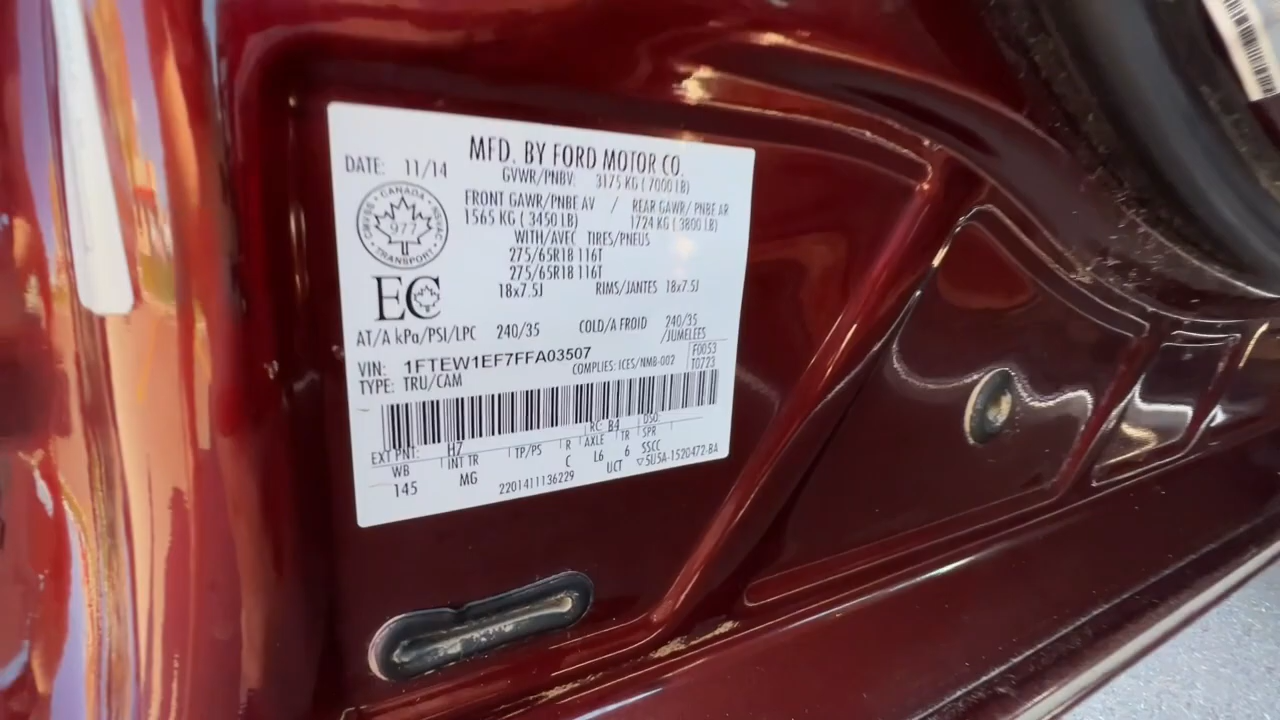 MFD. BY FORD MOTOR CO.
DATE: 11/14
GVWR/PNBV: 3175 KG ( 7000 LB)
FRONT GAWR/PNBE AV / REAR GAWR/ PNBE AR
1565 KG ( 3450 LB) 1724 KG ( 3800 LB)
WITH/AVEC TIRES/PNEUS
275/65R18 116T
275/65R18 116T
18x7.5J RIMS/JANTES 18x7.5J
CANADA
977
TRANSPORT
EC
AT/A kPa/PSI/LPC 240/35 COLD/A FROID 240/35
/JUMELEES
VIN: 1FTEW1EF7FFA03507
COMPLIES: ICES/NMB-002
F0053
T0723
TYPE: TRU/CAM
EXT PNT: H7 RC: B4 DSO:
WB INT TR TP/PS R AXLE TR SPR
145 MG C L6 6 SSCC
2201411136229 UCT 5U5A-1520472-BA